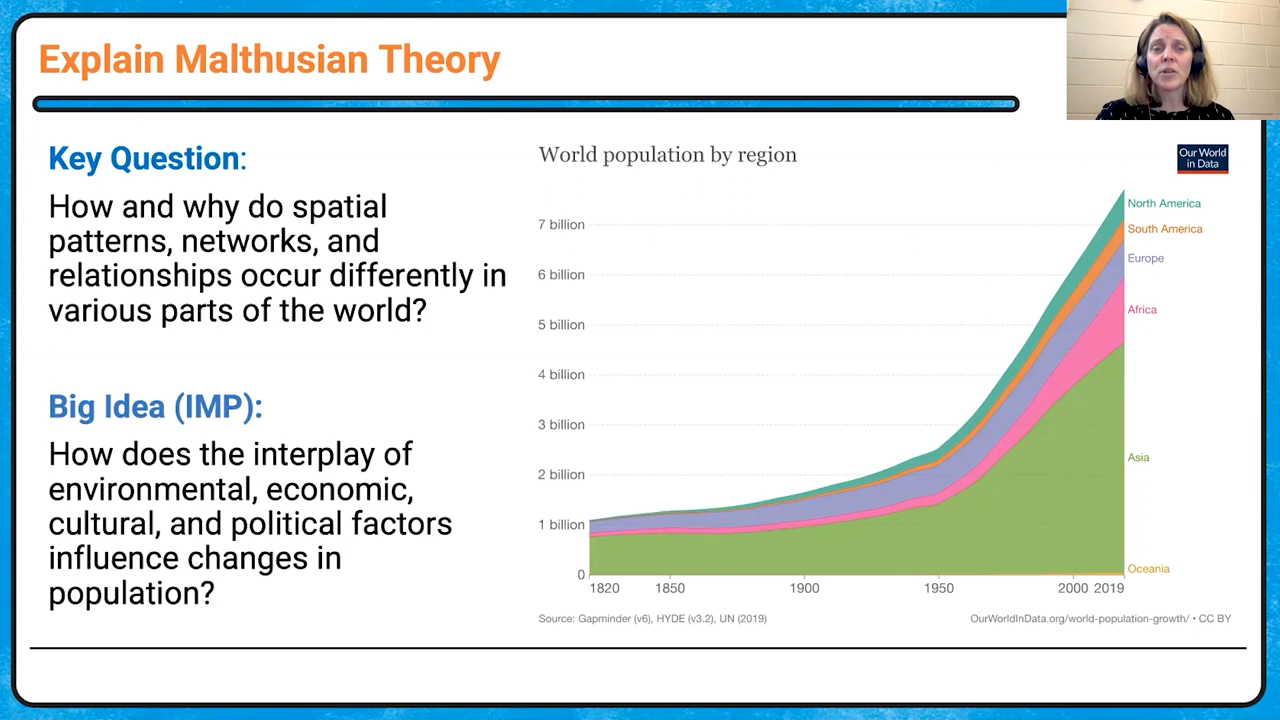 Explain Malthusian Theory
Key Question:
How and why do spatial
patterns, networks, and
relationships occur differently in
various parts of the world?
Big Idea (IMP):
How does the interplay of
environmental, economic,
cultural, and political factors
influence changes in
population?
World population by region
Our World
in Data
7 billion
6 billion
5 billion
4 billion
3 billion
2 billion
1 billion
0
1820
1850
1900
1950
2000
2019
North America
South America
Europe
Africa
Asia
Oceania
Source: Gapminder (v6), HYDE (v3.2), UN (2019)
OurWorldInData.org/world-population-growth/ • CC BY